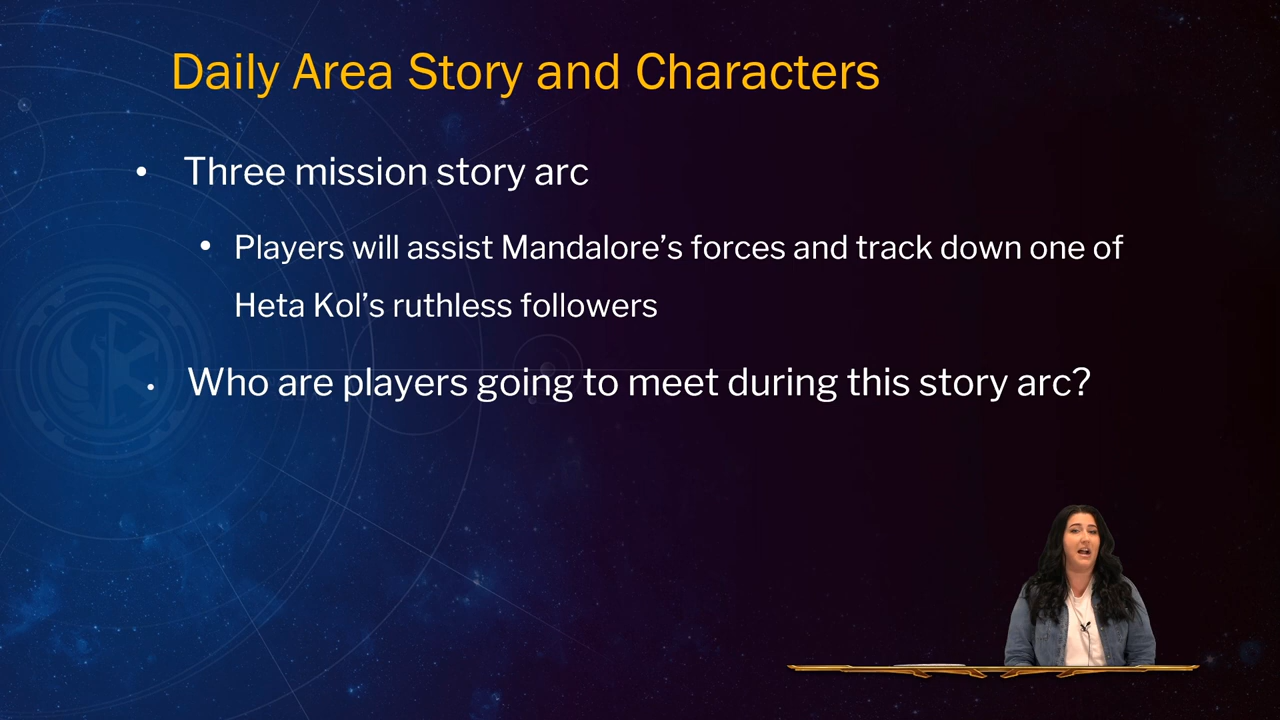 Daily Area Story and Characters
• Three mission story arc
• Players will assist Mandalore’s forces and track down one of
Heta Kol’s ruthless followers
• Who are players going to meet during this story arc?